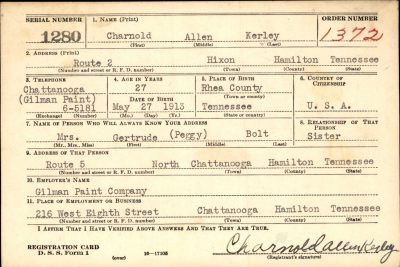 SERIAL NUMBER 1. NAME (Print) ORDER NUMBER
1280 Charnold Allen Kerley 1372
(First) (Middle) (Last)
2. ADDRESS (Print)
Route 2 Hixon Hamilton Tennessee
(Number and street or R. F. D. number) (Town) (County) (State)
3. TELEPHONE 4. AGE IN YEARS 5. PLACE OF BIRTH 6. COUNTRY OF CITIZENSHIP
Chattanooga 27 Rhea County
(Gilman Paint) DATE OF BIRTH (Town or county)
6-5181 May 27 1913 Tennessee U. S. A.
(Exchange) (Number) (Mo.) (Day) (Yr.) (State or country)
7. NAME OF PERSON WHO WILL ALWAYS KNOW YOUR ADDRESS 8. RELATIONSHIP OF THAT PERSON
Mrs. Gertrude (Peggy) Bolt Sister
(Mr., Mrs., Miss) (First) (Middle) (Last)
9. ADDRESS OF THAT PERSON
Route 5 North Chattanooga Hamilton Tennessee
(Number and street or R. F. D. number) (Town) (County) (State)
10. EMPLOYER'S NAME
Gilman Paint Company
11. PLACE OF EMPLOYMENT OR BUSINESS
216 West Eighth Street Chattanooga Hamilton Tennessee
(Number and street or R. F. D. number) (Town) (County) (State)
I AFFIRM THAT I HAVE VERIFIED ABOVE ANSWERS AND THAT THEY ARE TRUE.
REGISTRATION CARD
D. S. S. Form 1 (over) Charnold allen Kerley
(Registrant's signature)